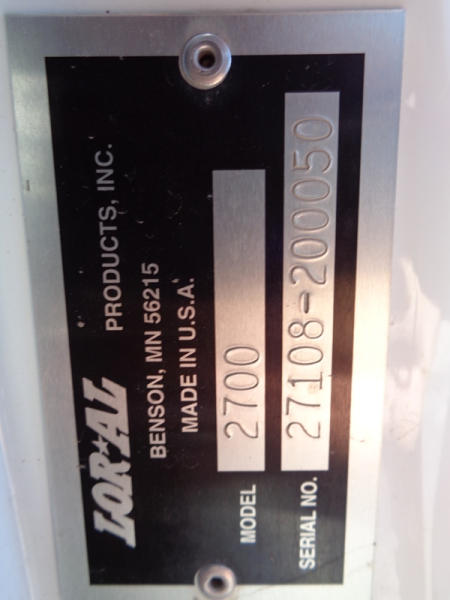 LOR★AL PRODUCTS, INC.
BENSON, MN 56215
MADE IN U.S.A.
MODEL 2700
SERIAL NO. 27108-200050